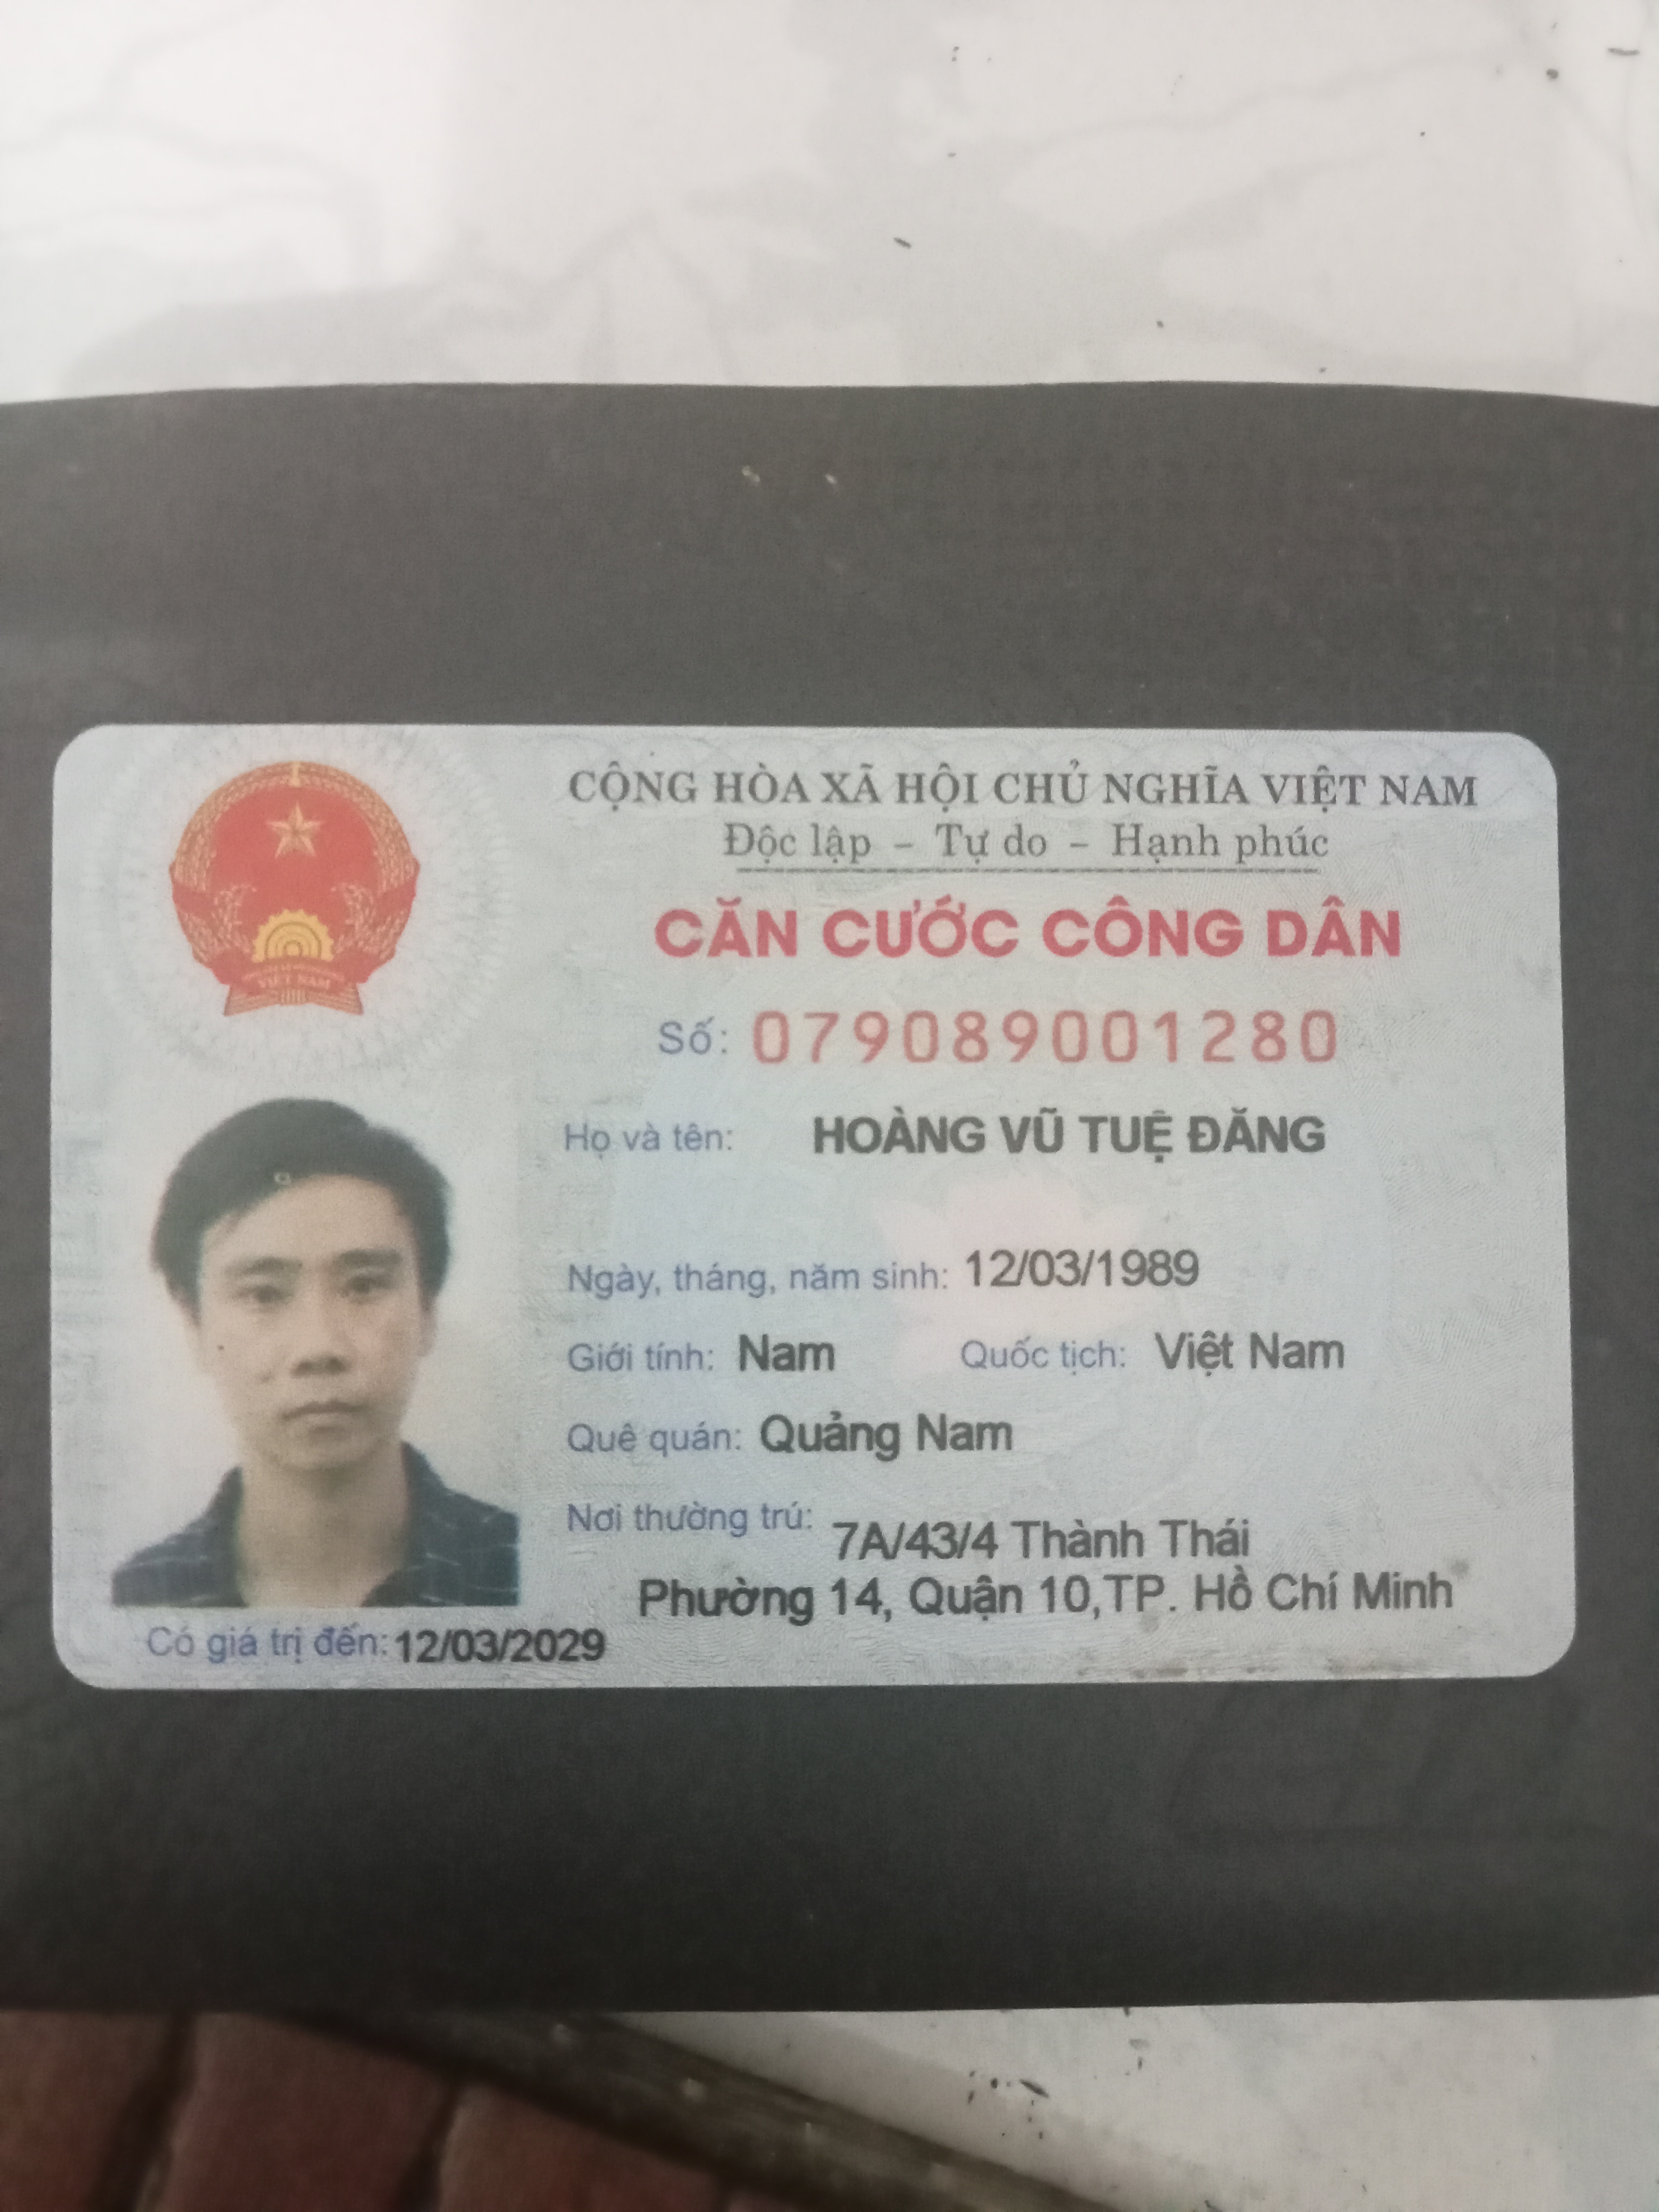 CỘNG HÒA XÃ HỘI CHỦ NGHĨA VIỆT NAM
Độc lập – Tự do – Hạnh phúc
CĂN CƯỚC CÔNG DÂN
Số: 079089001280
Họ và tên: HOÀNG VŨ TUỆ ĐĂNG
Ngày, tháng, năm sinh: 12/03/1989
Giới tính: Nam Quốc tịch: Việt Nam
Quê quán: Quảng Nam
Nơi thường trú: 7A/43/4 Thành Thái
Phường 14, Quận 10,TP. Hồ Chí Minh
Có giá trị đến: 12/03/2029
VIỆT NAM